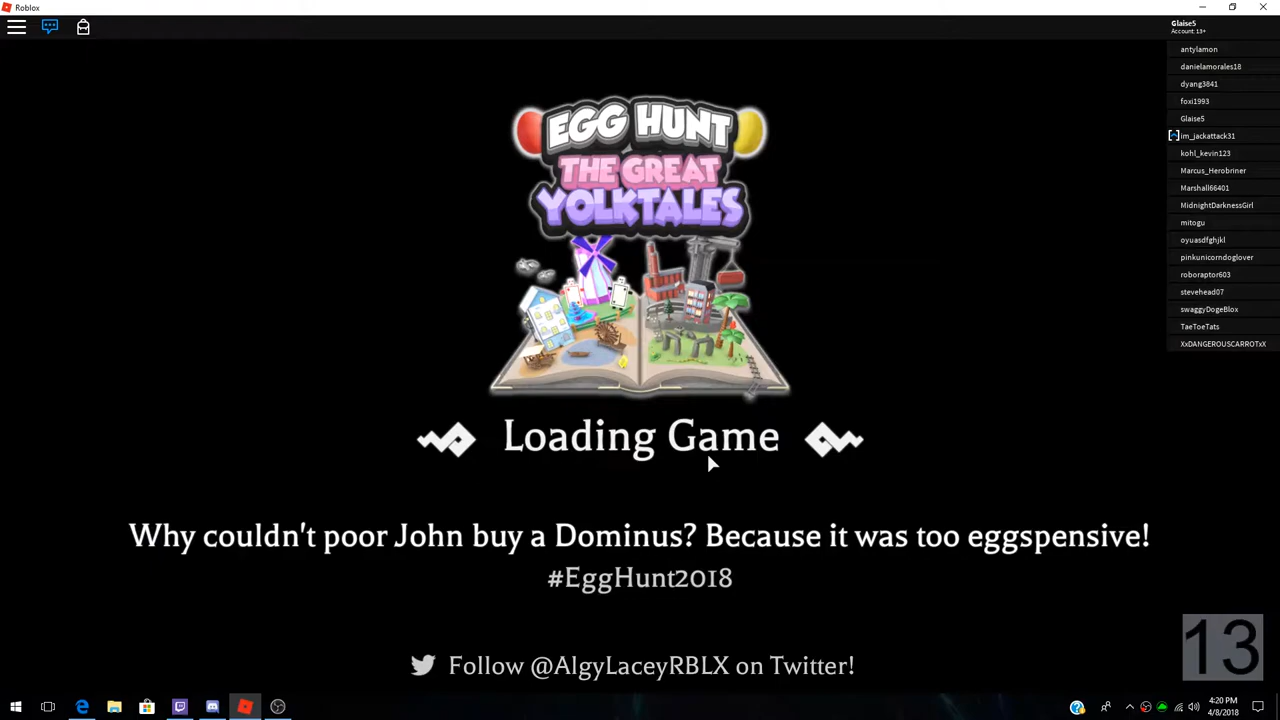 Roblox
Glaise5
Account: 13+
antylamon
danielamorales18
dyang3841
foxi1993
Glaise5
im_jackattack31
kohl_kevin123
Marcus_Herobriner
Marshall66401
MidnightDarknessGirl
mitogu
oyuasdfghjkl
pinkunicorndoglover
roboraptor603
stevehead07
swaggyDogeBlox
TaeToeTats
XxDANGEROUSCARROTxX
EGG HUNT
THE GREAT
YOLKTALES
Loading Game
Why couldn't poor John buy a Dominus? Because it was too eggspensive!
#EggHunt2018
Follow @AlgyLaceyRBLX on Twitter!
13
4:20 PM
4/8/2018